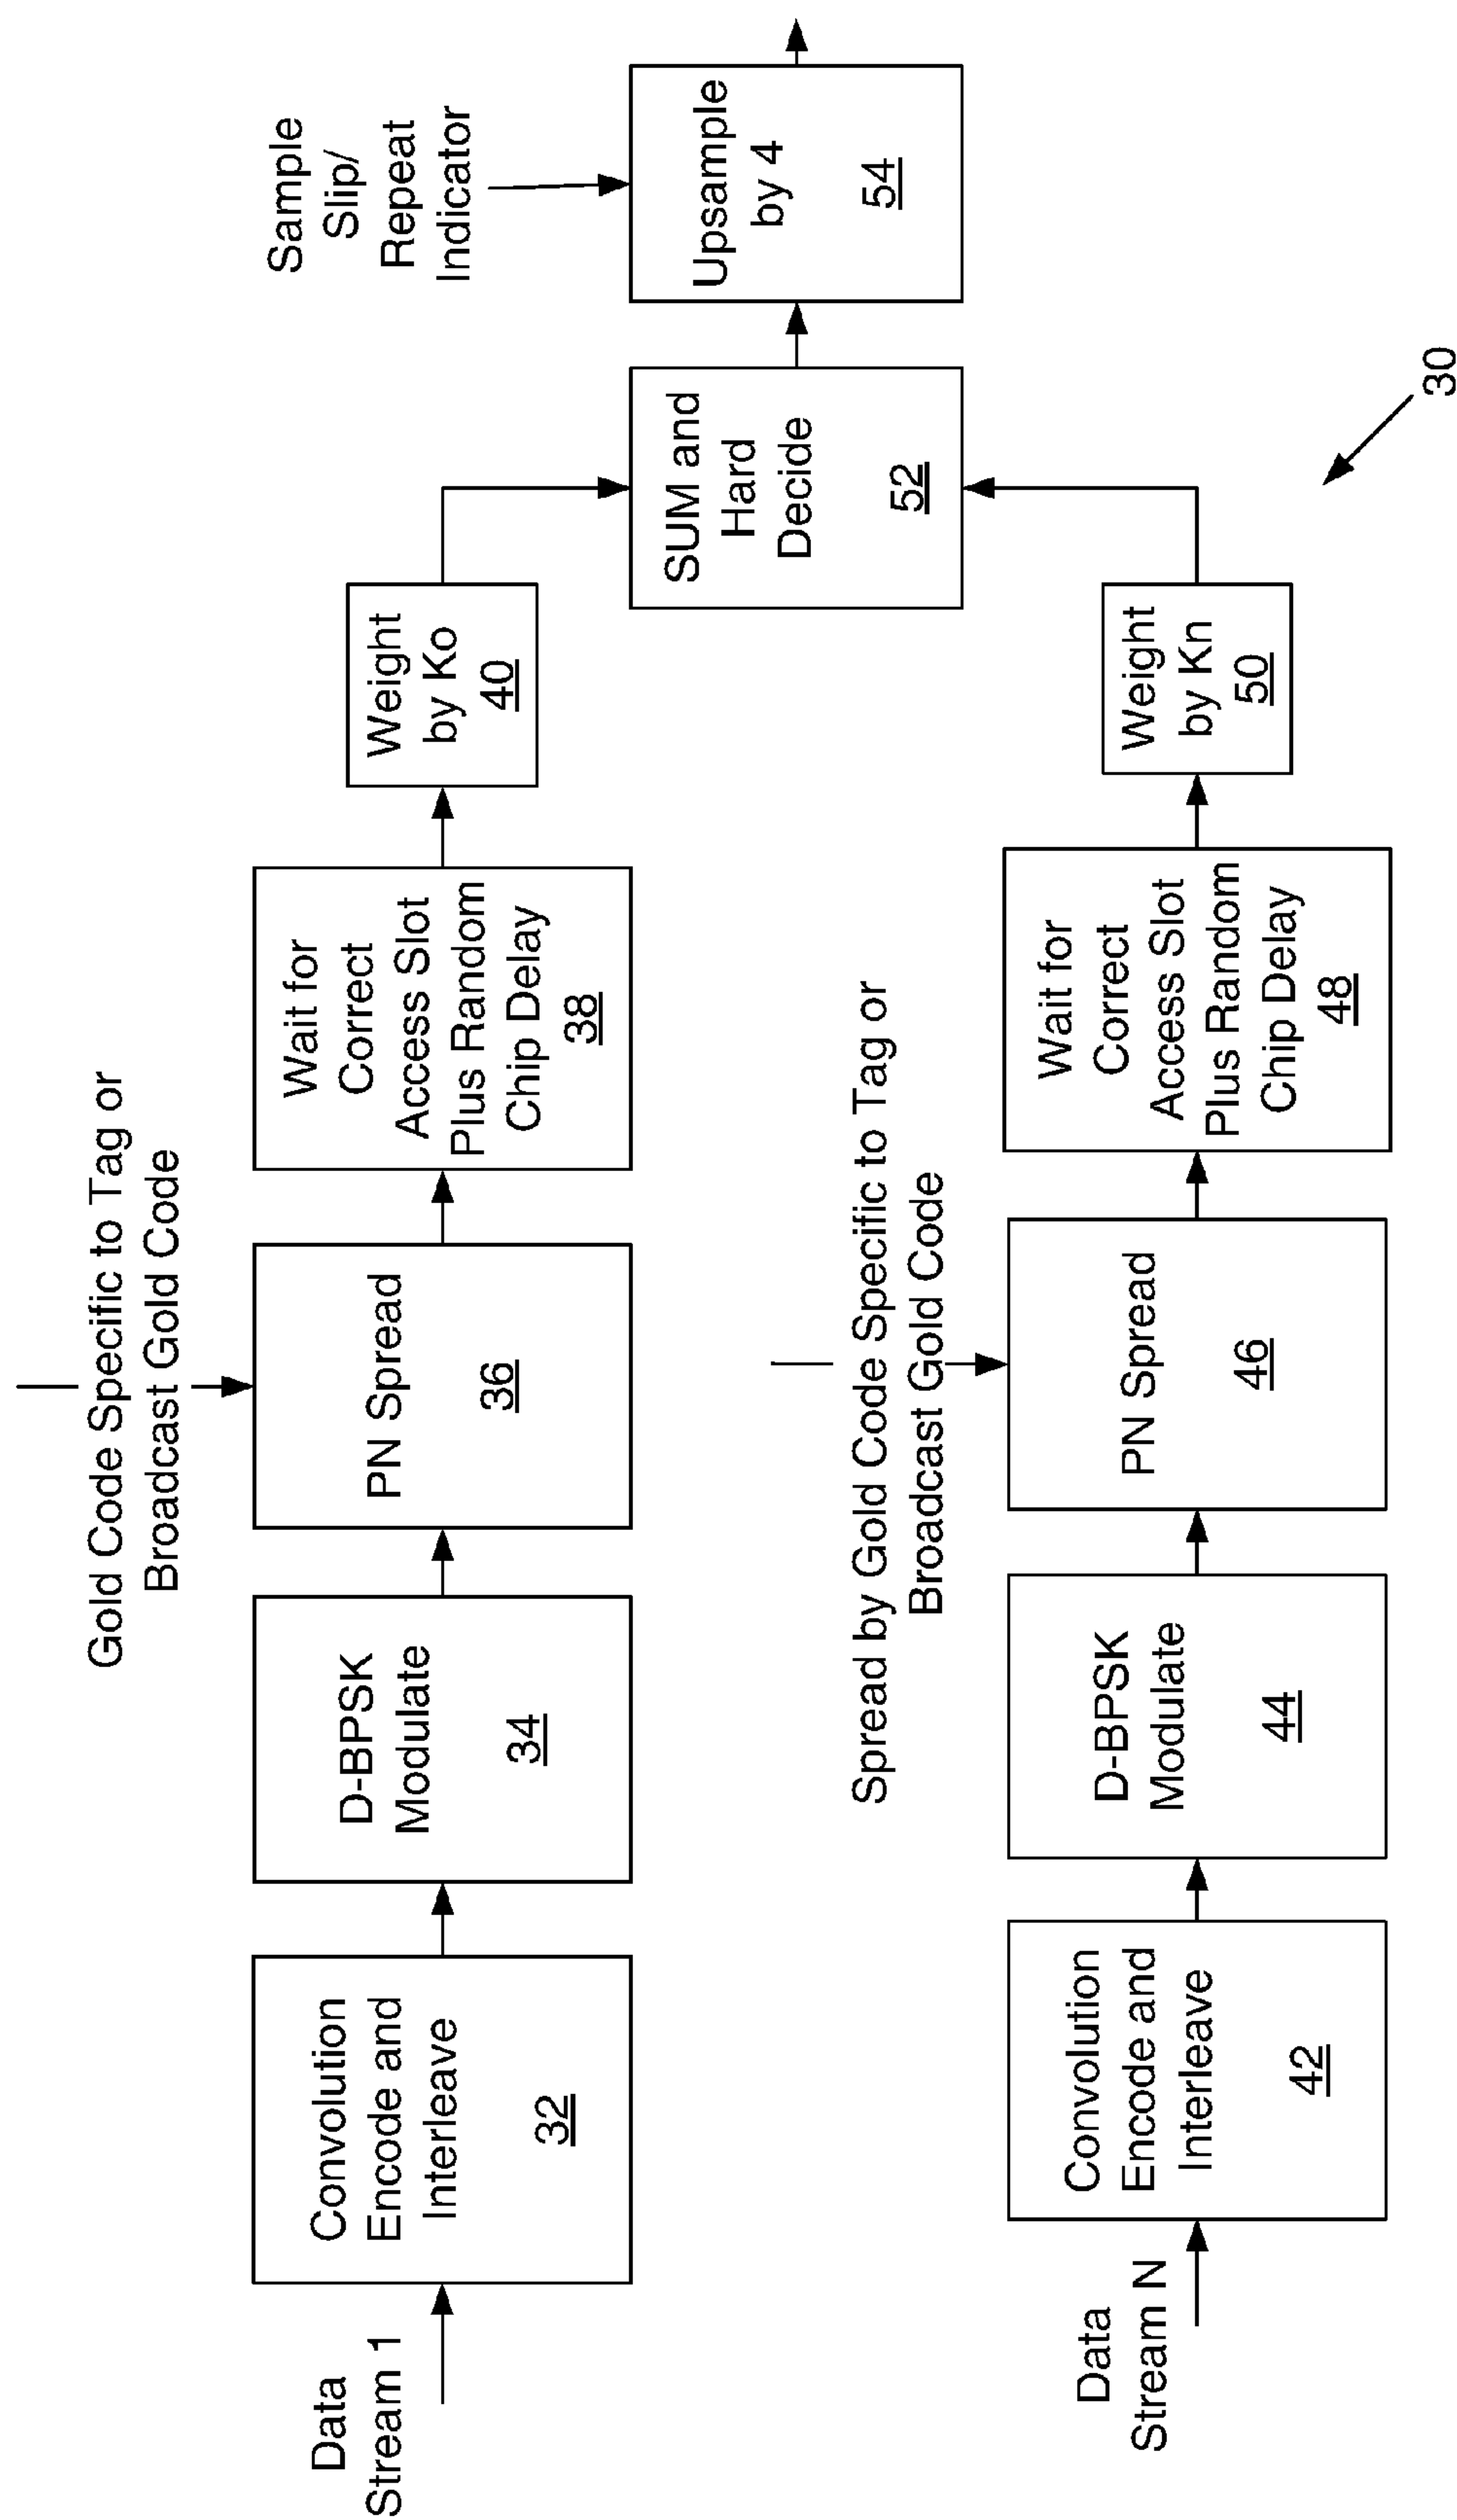 Data
Stream 1
Convolution
Encode and
Interleave
32
D-BPSK
Modulate
34
Gold Code Specific to Tag or
Broadcast Gold Code
PN Spread
36
Wait for
Correct
Access Slot
Plus Random
Chip Delay
38
Weight
by Ko
40
SUM and
Hard
Decide
52
Sample
Slip/
Repeat
Indicator
Upsample
by 4
54
Data
Stream N
Convolution
Encode and
Interleave
42
D-BPSK
Modulate
44
Spread by Gold Code Specific to Tag or
Broadcast Gold Code
PN Spread
46
Wait for
Correct
Access Slot
Plus Random
Chip Delay
48
Weight
by Kn
50
30